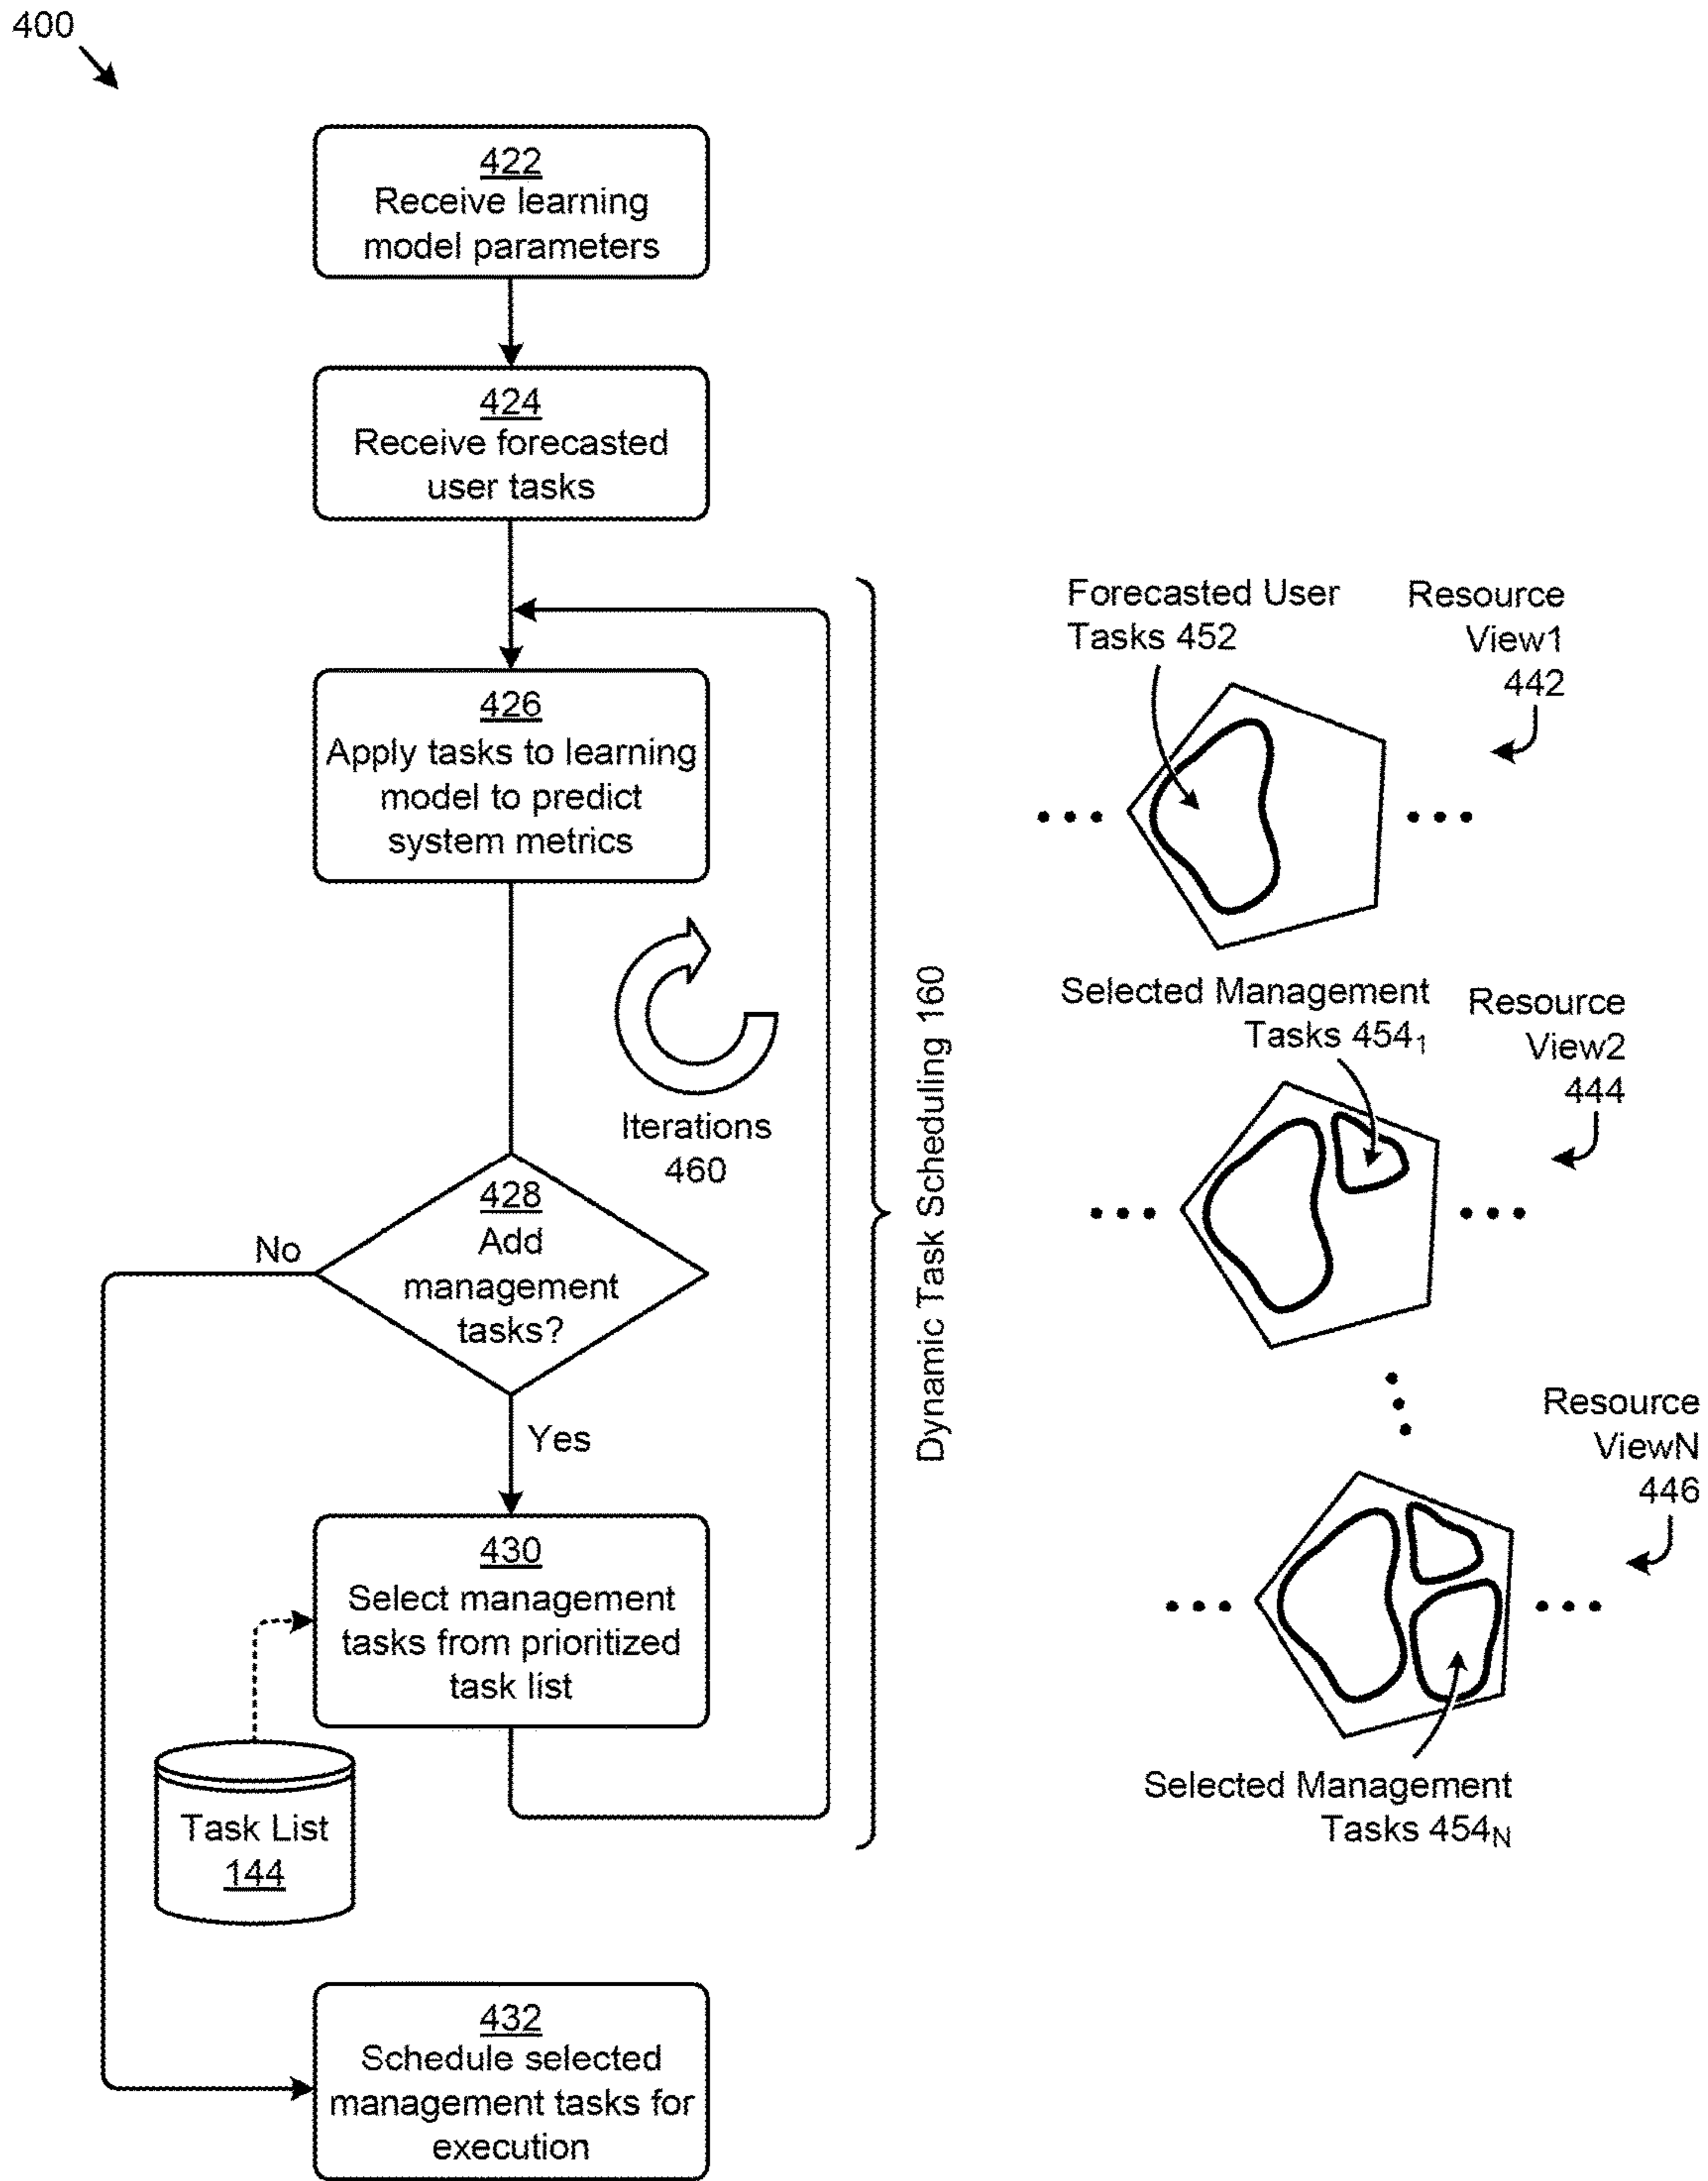 400
422
Receive learning
model parameters
424
Receive forecasted
user tasks
426
Apply tasks to learning
model to predict
system metrics
Iterations
460
428
Add
management
tasks?
No
Yes
430
Select management
tasks from prioritized
task list
Task List
144
432
Schedule selected
management tasks for
execution
Dynamic Task Scheduling 160
Forecasted User
Tasks 452
Resource
View1
442
Selected Management
Tasks 454₁
Resource
View2
444
Resource
ViewN
446
Selected Management
Tasks 454_N